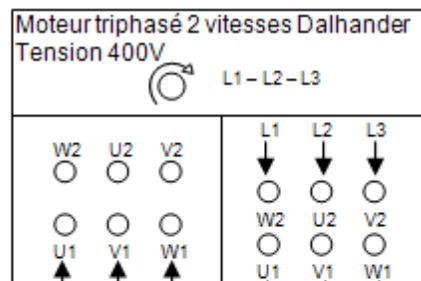 Moteur triphasé 2 vitesses Dalhander
Tension 400V
L1 – L2 – L3
W2 U2 V2
U1 V1 W1
L1 L2 L3
W2 U2 V2
U1 V1 W1